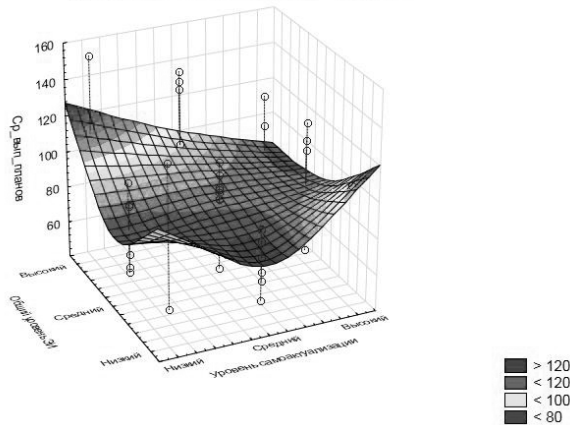 160
140
120
100
80
60
Ср_вып_планов
Высокий
Средний
Низкий
Общий уровень ЭИ
Низкий
Средний
Высокий
Уровень самоактуализации
> 120
< 120
< 100
< 80